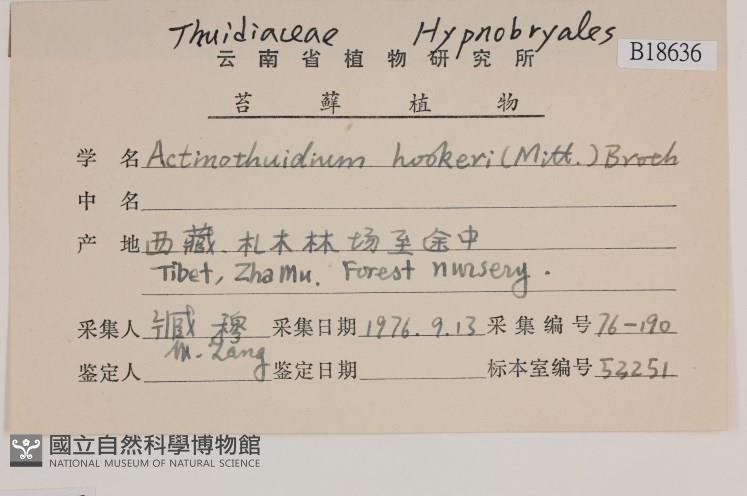 Thuidiaceae Hypnobryales
云南省植物研究所
B18636
苔藓植物
学名 Actinothuidium hookeri (Mitt.) Broth
中名
产地 西藏.札木林场至途中
Tibet, ZhaMu. Forest nursery.
采集人 臧穆 采集日期 1976.9.13 采集编号 76-190
M. Zang
鉴定人 鉴定日期 标本室编号 53251
國立自然科學博物館
NATIONAL MUSEUM OF NATURAL SCIENCE